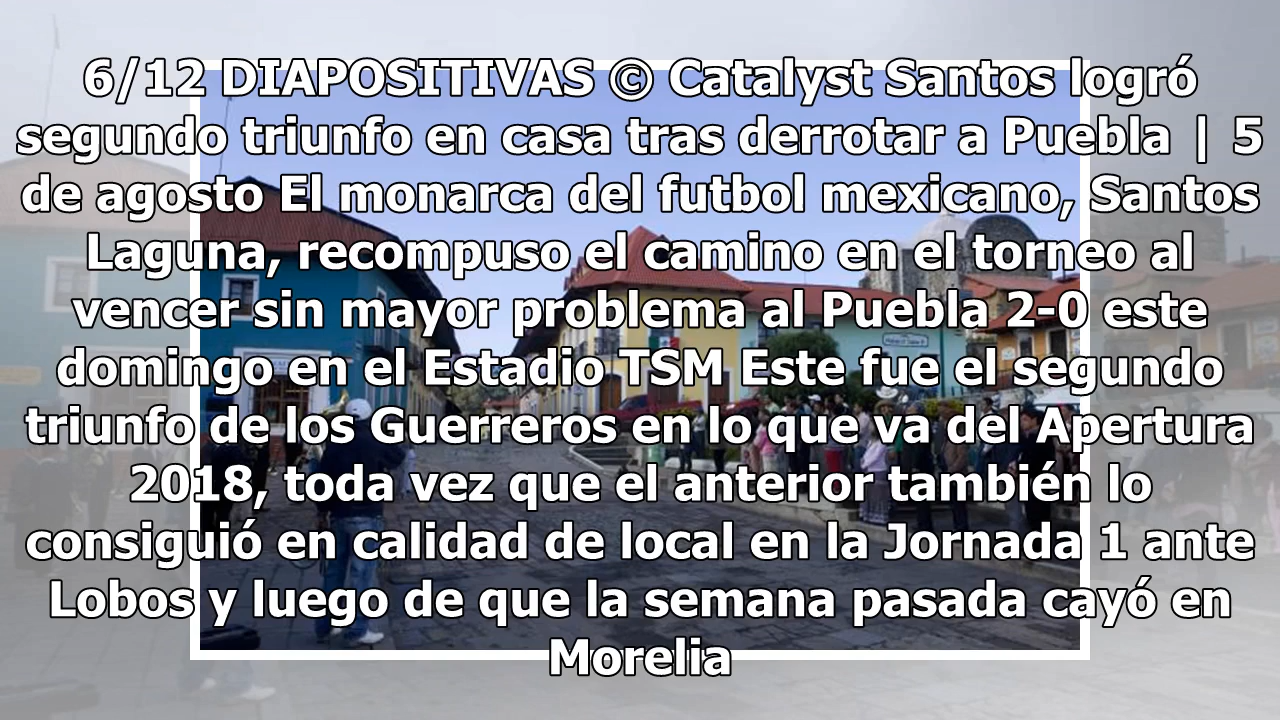 6/12 DIAPOSITIVAS © Catalyst Santos logró
segundo triunfo en casa tras derrotar a Puebla | 5
de agosto El monarca del futbol mexicano, Santos
Laguna, recompuso el camino en el torneo al
vencer sin mayor problema al Puebla 2-0 este
domingo en el Estadio TSM Este fue el segundo
triunfo de los Guerreros en lo que va del Apertura
2018, toda vez que el anterior también lo
consiguió en calidad de local en la Jornada 1 ante
Lobos y luego de que la semana pasada cayó en
Morelia